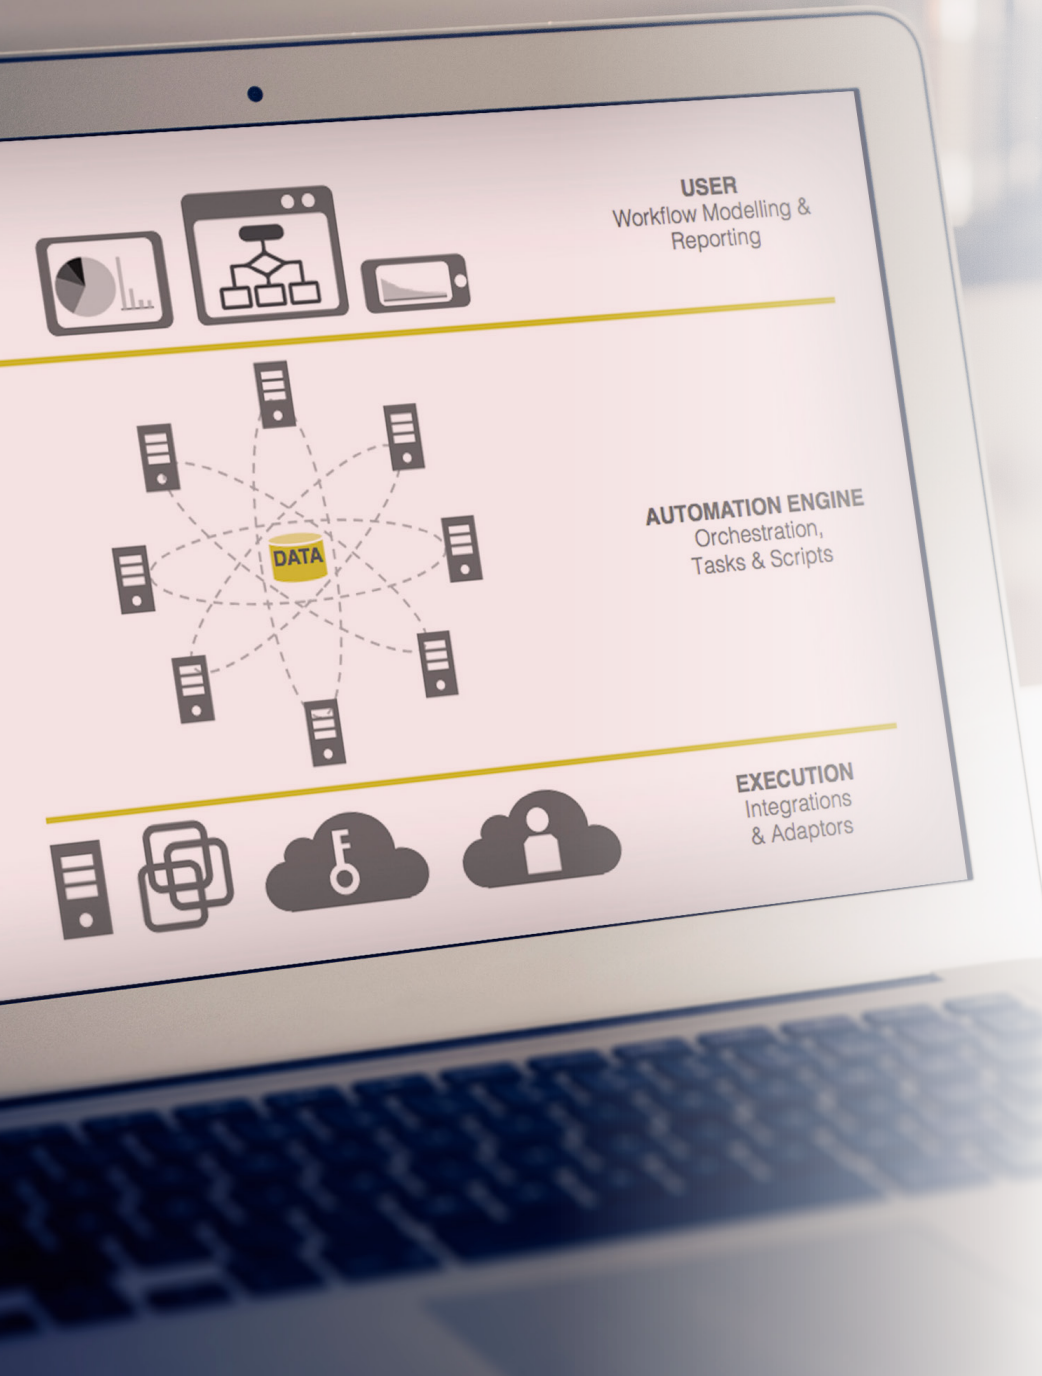 USER
Workflow Modelling &
Reporting
DATA
AUTOMATION ENGINE
Orchestration,
Tasks & Scripts
EXECUTION
Integrations
& Adaptors